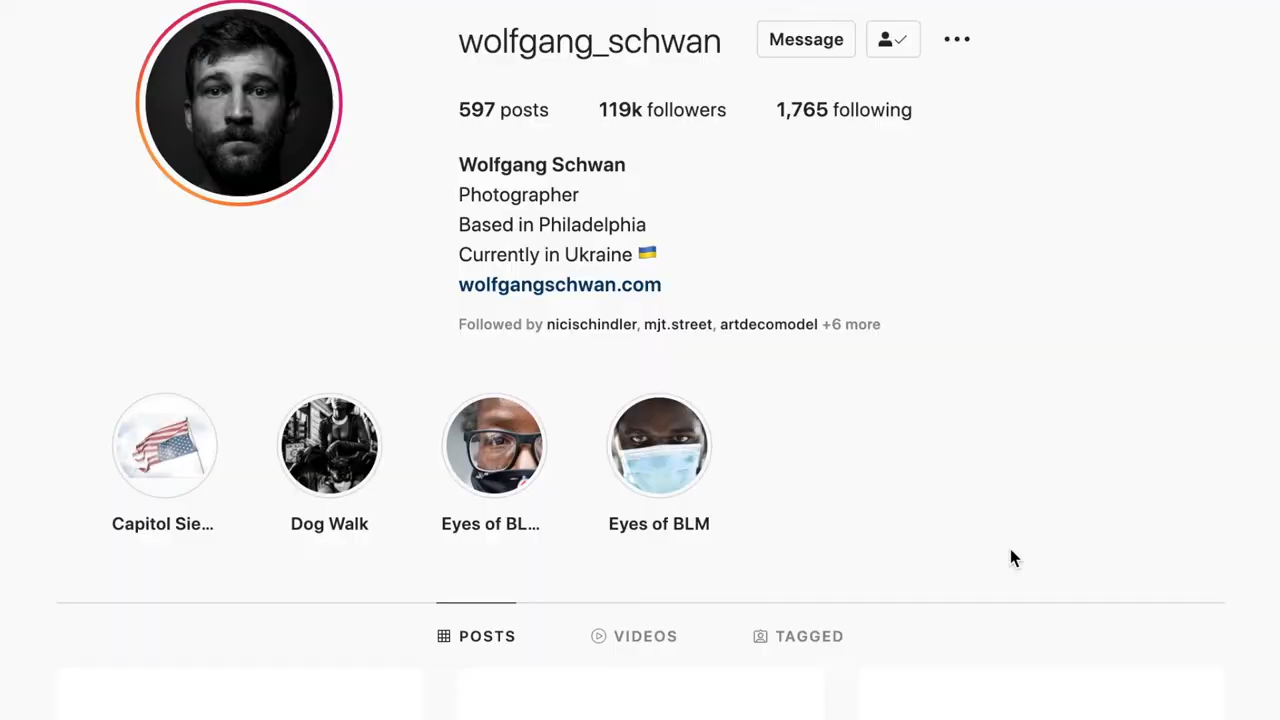 wolfgang_schwan
Message
597 posts 119k followers 1,765 following
Wolfgang Schwan
Photographer
Based in Philadelphia
Currently in Ukraine 🇺🇦
wolfgangschwan.com
Followed by nicischindler, mjt.street, artdecomodel +6 more
Capitol Sie... Dog Walk Eyes of BL... Eyes of BLM
POSTS VIDEOS TAGGED